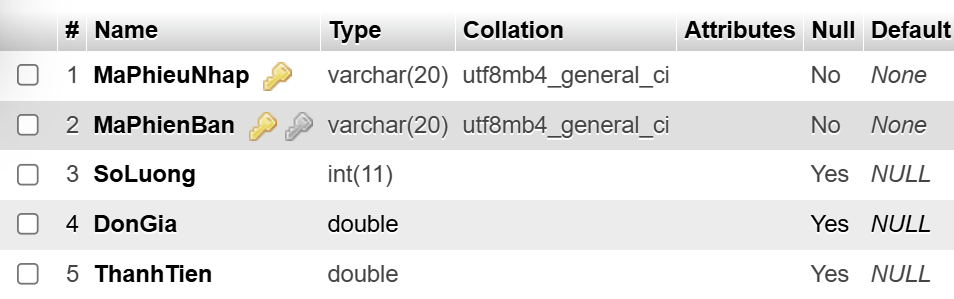 # Name Type Collation Attributes Null Default
1 MaPhieuNhap varchar(20) utf8mb4_general_ci No None
2 MaPhienBan varchar(20) utf8mb4_general_ci No None
3 SoLuong int(11) Yes NULL
4 DonGia double Yes NULL
5 ThanhTien double Yes NULL